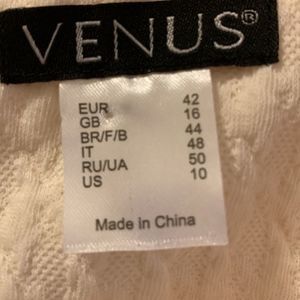 VENUS®
EUR 42
GB 16
BR/F/B 44
IT 48
RU/UA 50
US 10
Made in China